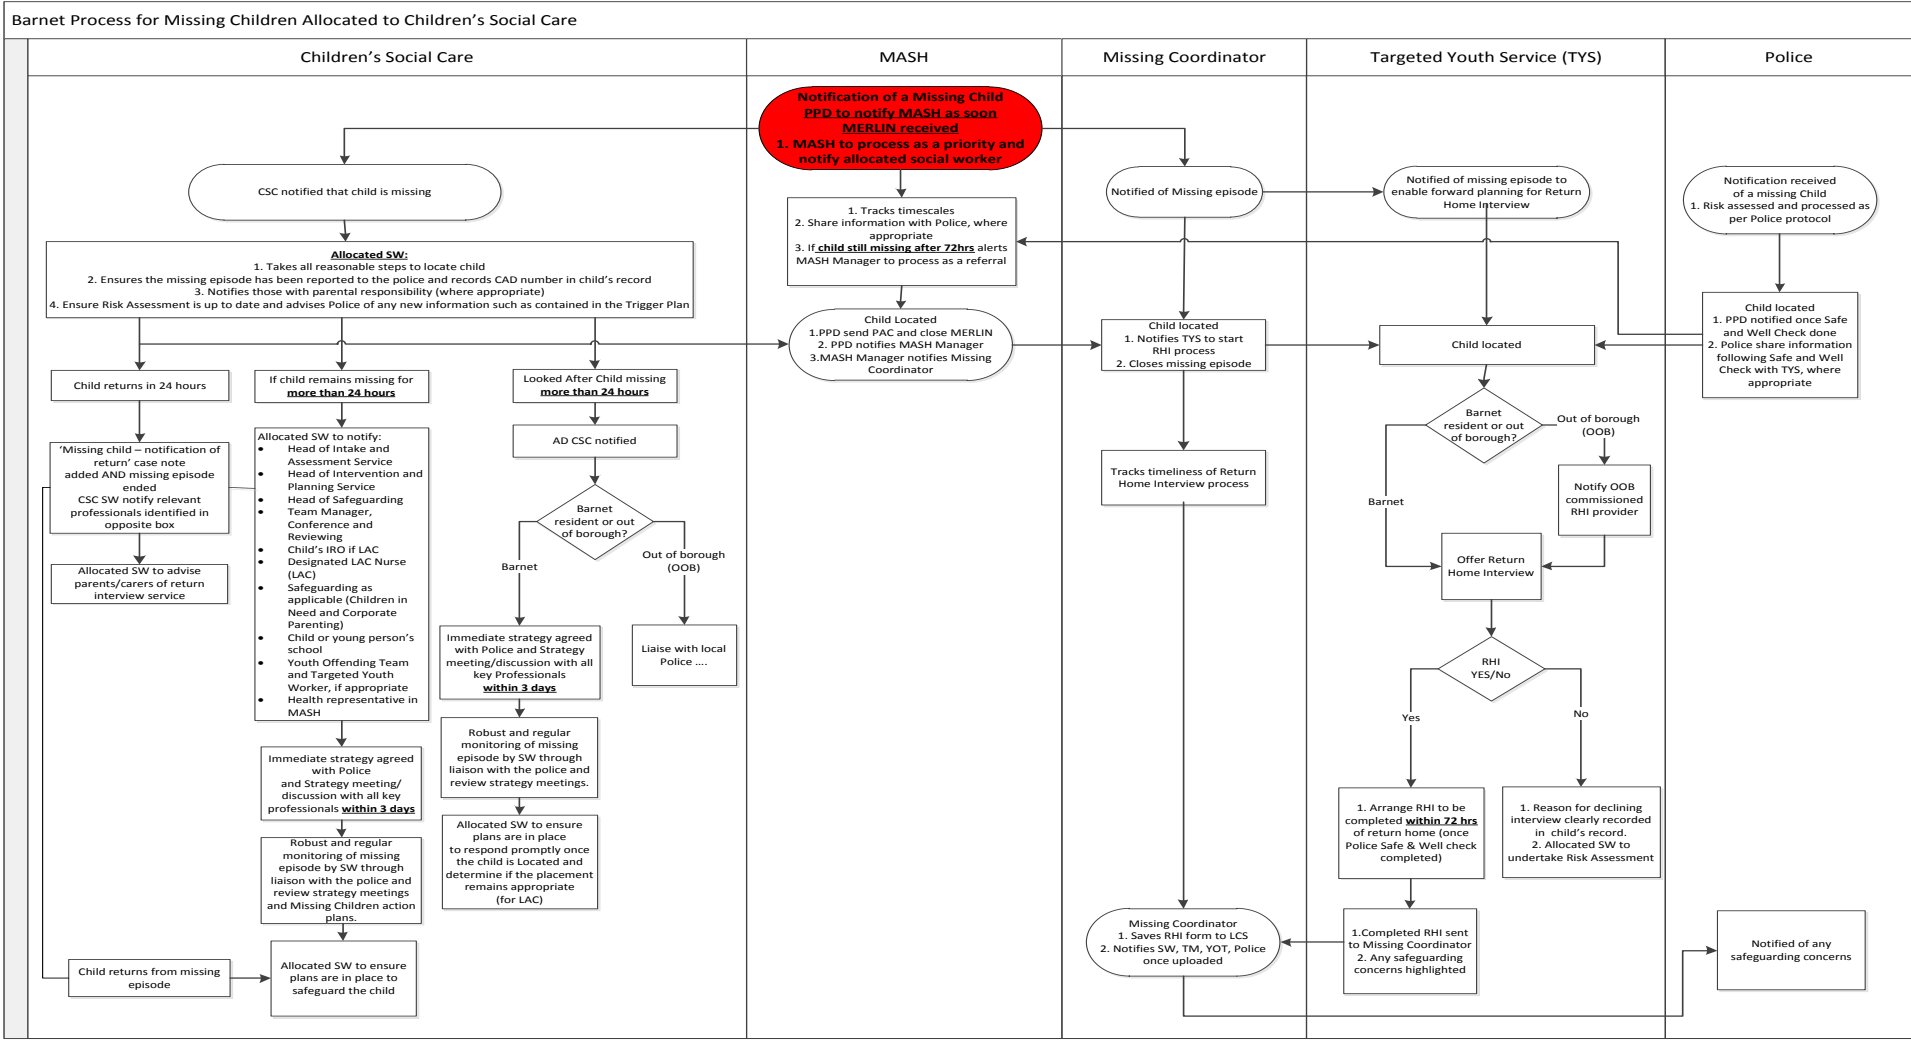 Barnet Process for Missing Children Allocated to Children's Social Care
Children's Social Care
MASH
Missing Coordinator
Targeted Youth Service (TYS)
Police
Notification of a Missing Child
PPD to notify MASH as soon
MERLIN received
1. MASH to process as a priority and
notify allocated social worker
CSC notified that child is missing
Allocated SW:
1. Takes all reasonable steps to locate child
2. Ensures the missing episode has been reported to the police and records CAD number in child's record
3. Notifies those with parental responsibility (where appropriate)
4. Ensure Risk Assessment is up to date and advises Police of any new information such as contained in the Trigger Plan
Child returns in 24 hours
'Missing child – notification of
return' case note
added AND missing episode
ended
CSC SW notify relevant
professionals identified in
opposite box
Allocated SW to advise
parents/carers of return
interview service
If child remains missing for
more than 24 hours
Allocated SW to notify:
• Head of Intake and
Assessment Service
• Head of Intervention and
Planning Service
• Head of Safeguarding
• Team Manager,
Conference and
Reviewing
• Child's IRO if LAC
• Designated LAC Nurse
(LAC)
• Safeguarding as
applicable (Children in
Need and Corporate
Parenting)
• Child or young person's
school
• Youth Offending Team
and Targeted Youth
Worker, if appropriate
• Health representative in
MASH
Immediate strategy agreed
with Police
and Strategy meeting/
discussion with all key
professionals within 3 days
Robust and regular
monitoring of missing
episode by SW through
liaison with the police and
review strategy meetings
and Missing Children action
plans.
Child returns from missing
episode
Allocated SW to ensure
plans are in place to
safeguard the child
Looked After Child missing
more than 24 hours
AD CSC notified
Barnet
resident or out
of borough?
Barnet
Out of borough
(OOB)
Immediate strategy agreed
with Police and Strategy
meeting/discussion with all
key Professionals
within 3 days
Liaise with local
Police ....
Robust and regular
monitoring of missing
episode by SW through
liaison with the police and
review strategy meetings.
Allocated SW to ensure
plans are in place
to respond promptly once
the child is Located and
determine if the placement
remains appropriate
(for LAC)
1. Tracks timescales
2. Share information with Police, where
appropriate
3. If child still missing after 72hrs alerts
MASH Manager to process as a referral
Child Located
1.PPD send PAC and close MERLIN
2. PPD notifies MASH Manager
3.MASH Manager notifies Missing
Coordinator
Notified of Missing episode
Child located
1. Notifies TYS to start
RHI process
2. Closes missing episode
Tracks timeliness of Return
Home Interview process
Missing Coordinator
1. Saves RHI form to LCS
2. Notifies SW, TM, YOT, Police
once uploaded
Notified of missing episode to
enable forward planning for Return
Home Interview
Child located
Barnet
resident or out
of borough?
Out of borough
(OOB)
Barnet
Notify OOB
commissioned
RHI provider
Offer Return
Home Interview
RHI
YES/No
Yes
No
1. Arrange RHI to be
completed within 72 hrs
of return home (once
Police Safe & Well check
completed)
1. Reason for declining
interview clearly recorded
in child's record.
2. Allocated SW to
undertake Risk Assessment
1.Completed RHI sent
to Missing Coordinator
2. Any safeguarding
concerns highlighted
Notification received
of a missing Child
1. Risk assessed and processed as
per Police protocol
Child located
1. PPD notified once Safe
and Well Check done
2. Police share information
following Safe and Well
Check with TYS, where
appropriate
Notified of any
safeguarding concerns